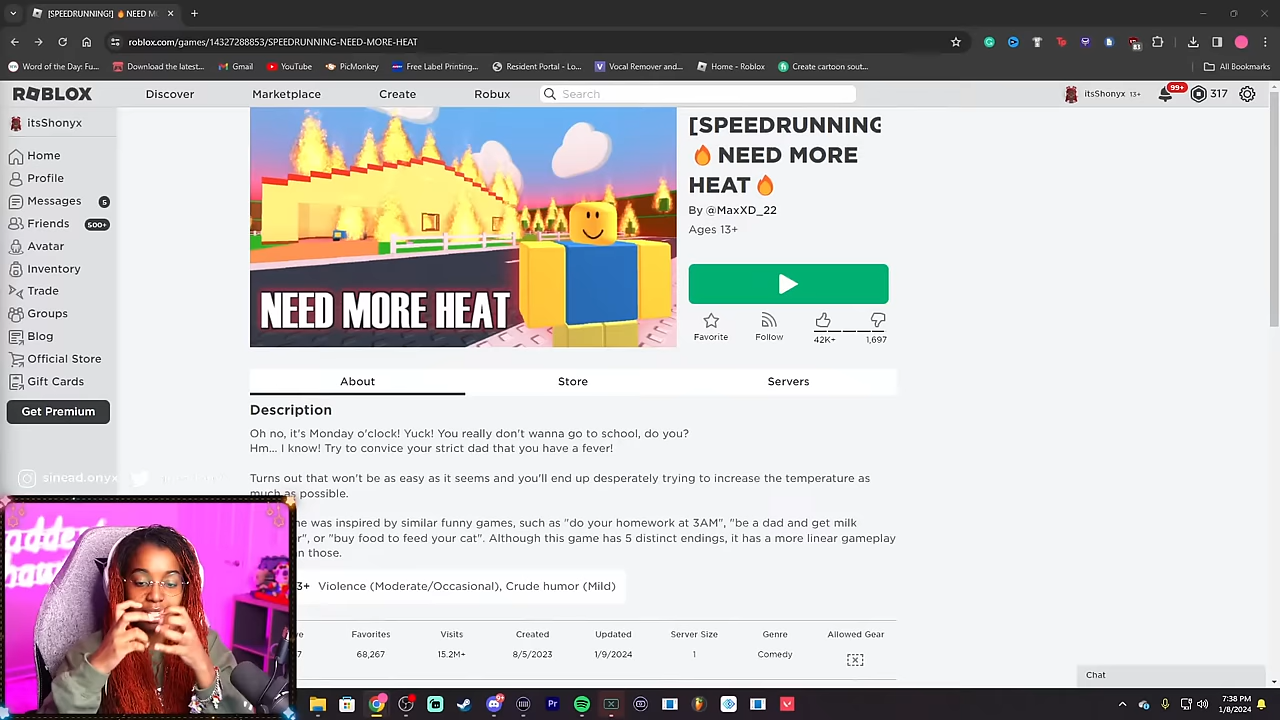 [SPEEDRUNNING!] 🔥 NEED M
roblox.com/games/14327288853/SPEEDRUNNING-NEED-MORE-HEAT
Word of the Day: Fu...
Download the latest...
Gmail
YouTube
PicMonkey
Free Label Printing...
Resident Portal - Lo...
Vocal Remover and...
Home - Roblox
Create cartoon sout...
All Bookmarks
ROBLOX
Discover
Marketplace
Create
Robux
Search
itsShonyx 13+
99+
317
itsShonyx
Home
Profile
Messages 5
Friends 500+
Avatar
Inventory
Trade
Groups
Blog
Official Store
Gift Cards
Get Premium
sinead.onyx
NEED MORE HEAT
[SPEEDRUNNING
🔥 NEED MORE
HEAT🔥
By @MaxXD_22
Ages 13+
Favorite
Follow
42K+
1,697
About
Store
Servers
Description
Oh no, it's Monday o'clock! Yuck! You really don't wanna go to school, do you?
Hm... I know! Try to convice your strict dad that you have a fever!
Turns out that won't be as easy as it seems and you'll end up desperately trying to increase the temperature as
much as possible.
ne was inspired by similar funny games, such as "do your homework at 3AM", "be a dad and get milk
r", or "buy food to feed your cat". Although this game has 5 distinct endings, it has a more linear gameplay
n those.
3+ Violence (Moderate/Occasional), Crude humor (Mild)
ve
Favorites
Visits
Created
Updated
Server Size
Genre
Allowed Gear
7
68,267
15.2M+
8/5/2023
1/9/2024
1
Comedy
Chat
7:38 PM
1/8/2024